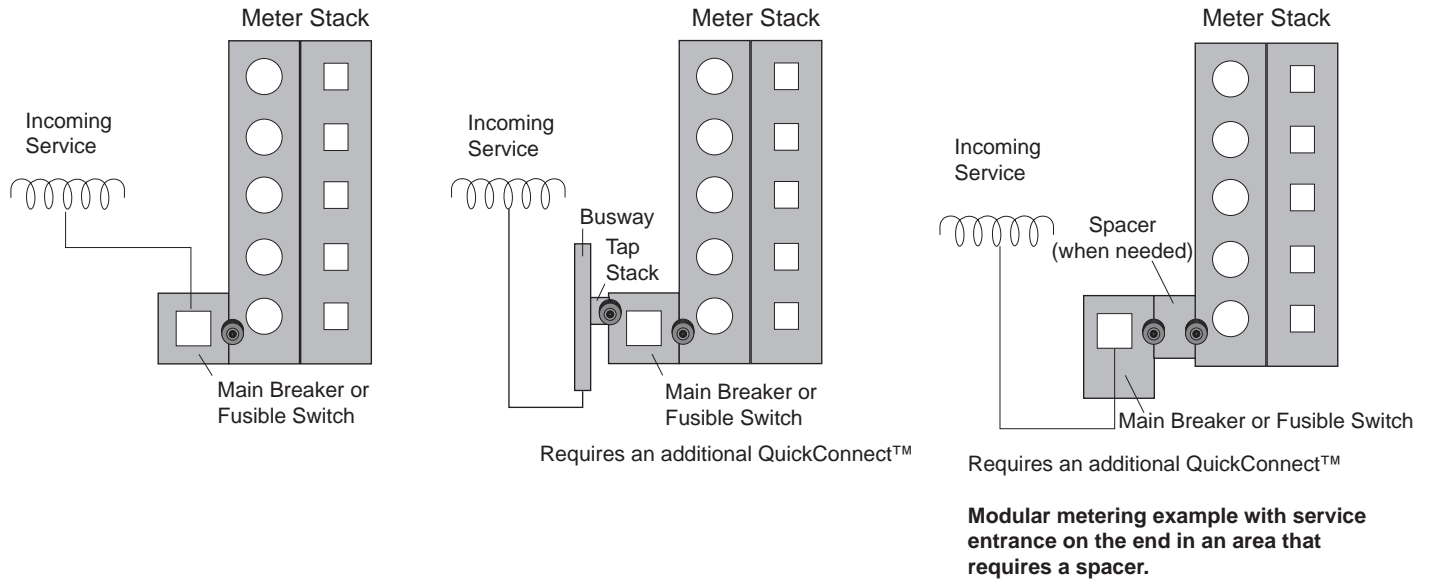 Meter Stack
Incoming
Service
Main Breaker or
Fusible Switch
Meter Stack
Incoming
Service
Busway
Tap
Stack
Main Breaker or
Fusible Switch
Requires an additional QuickConnect™
Meter Stack
Incoming
Service
Spacer
(when needed)
Main Breaker or Fusible Switch
Requires an additional QuickConnect™
Modular metering example with service
entrance on the end in an area that
requires a spacer.